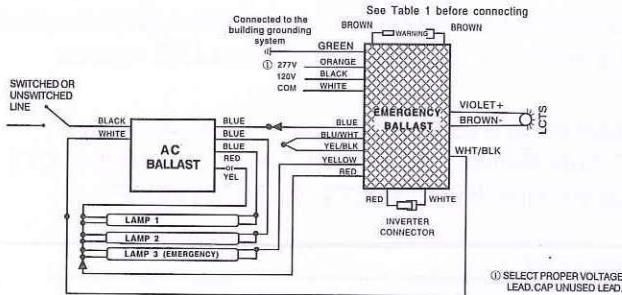 See Table 1 before connecting
Connected to the
building grounding
system
BROWN
WARNING
BROWN
GREEN
① 277V
ORANGE
120V
BLACK
COM
WHITE
SWITCHED OR
UNSWITCHED
LINE
BLACK
WHITE
AC
BALLAST
BLUE
BLUE
BLUE
RED
or
YEL
BLUE
BLU/WHT
YEL/BLK
YELLOW
RED
EMERGENCY
BALLAST
VIOLET+
BROWN-
LCTS
WHT/BLK
RED
WHITE
INVERTER
CONNECTOR
LAMP 1
LAMP 2
LAMP 3 (EMERGENCY)
① SELECT PROPER VOLTAGE
LEAD. CAP UNUSED LEAD.